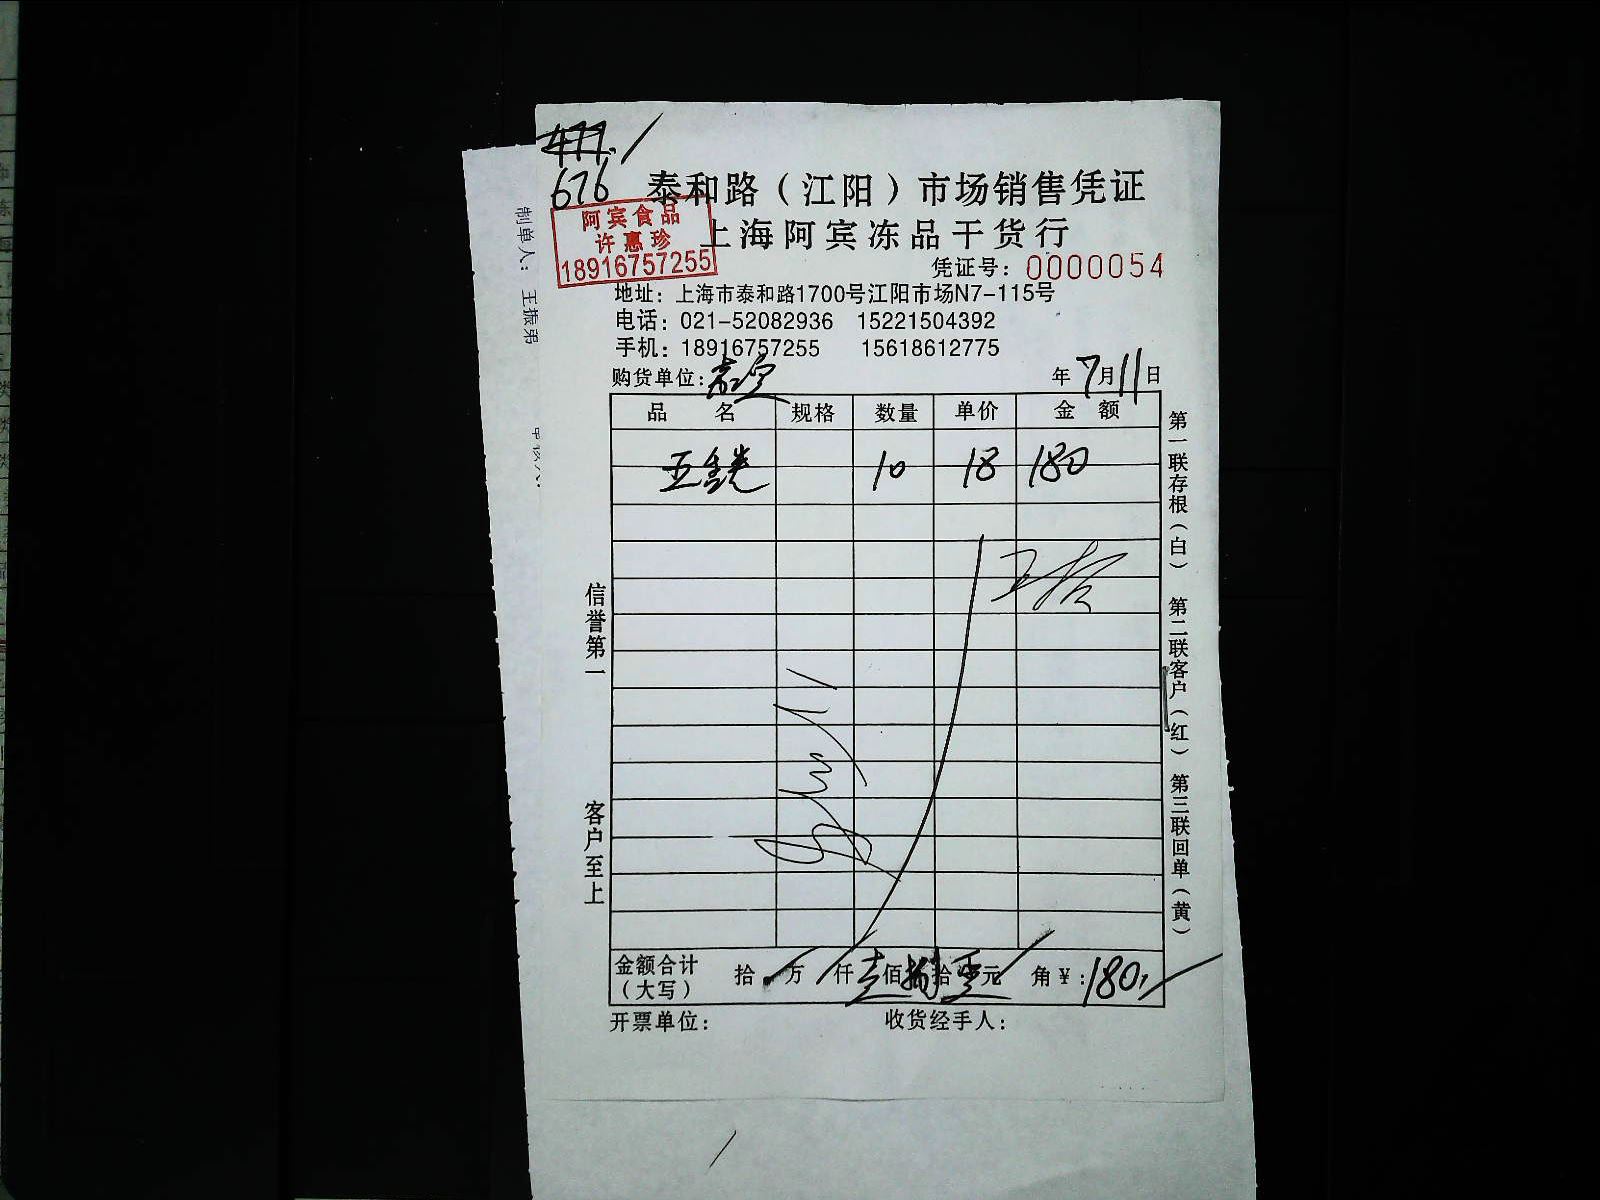 676
泰和路（江阳）市场销售凭证
阿宾食品
许惠珍
18916757255
上海阿宾冻品干货行
凭证号：0000054
地址：上海市泰和路1700号江阳市场N7-115号
电话：021-52082936 15221504392
手机：18916757255 15618612775
购货单位：
年7月11日
品名 规格 数量 单价 金额
10 18 180
信誉第一
客户至上
第一联存根（白） 第二联客户（红） 第三联回单（黄）
金额合计（大写） 拾 万 仟 壹佰捌拾零元 角 ¥：180
开票单位： 收货经手人：
制单人： 王振弟